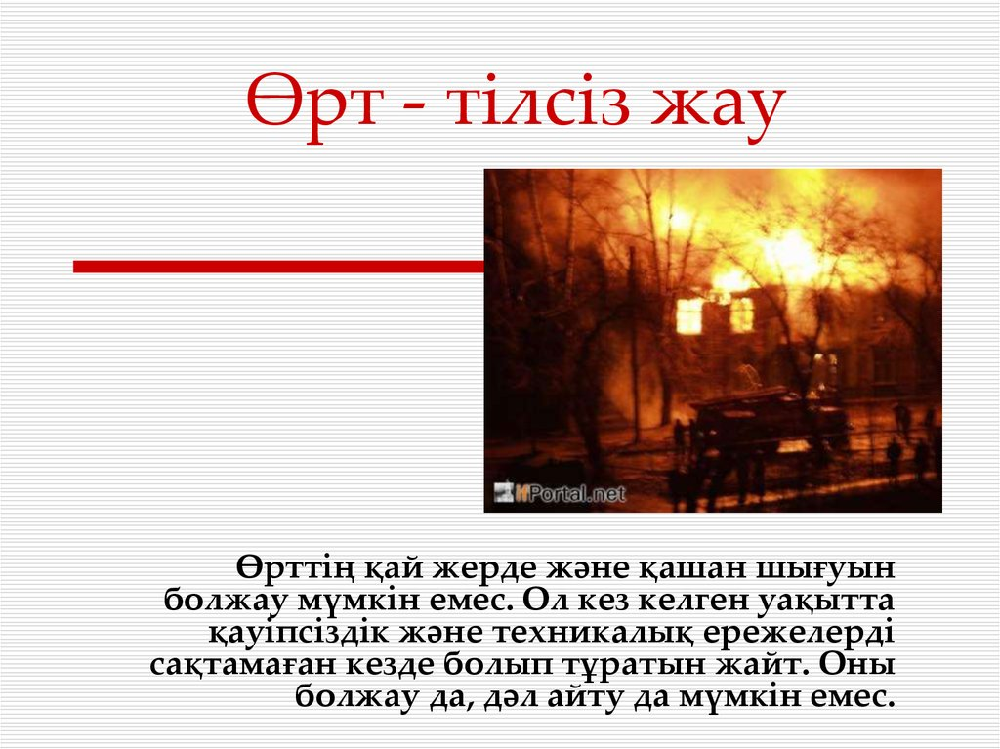 Өрт - тілсіз жау
lfPortal.net
Өрттің қай жерде және қашан шығуын
болжау мүмкін емес. Ол кез келген уақытта
қауіпсіздік және техникалық ережелерді
сақтамаған кезде болып тұратын жайт. Оны
болжау да, дәл айту да мүмкін емес.